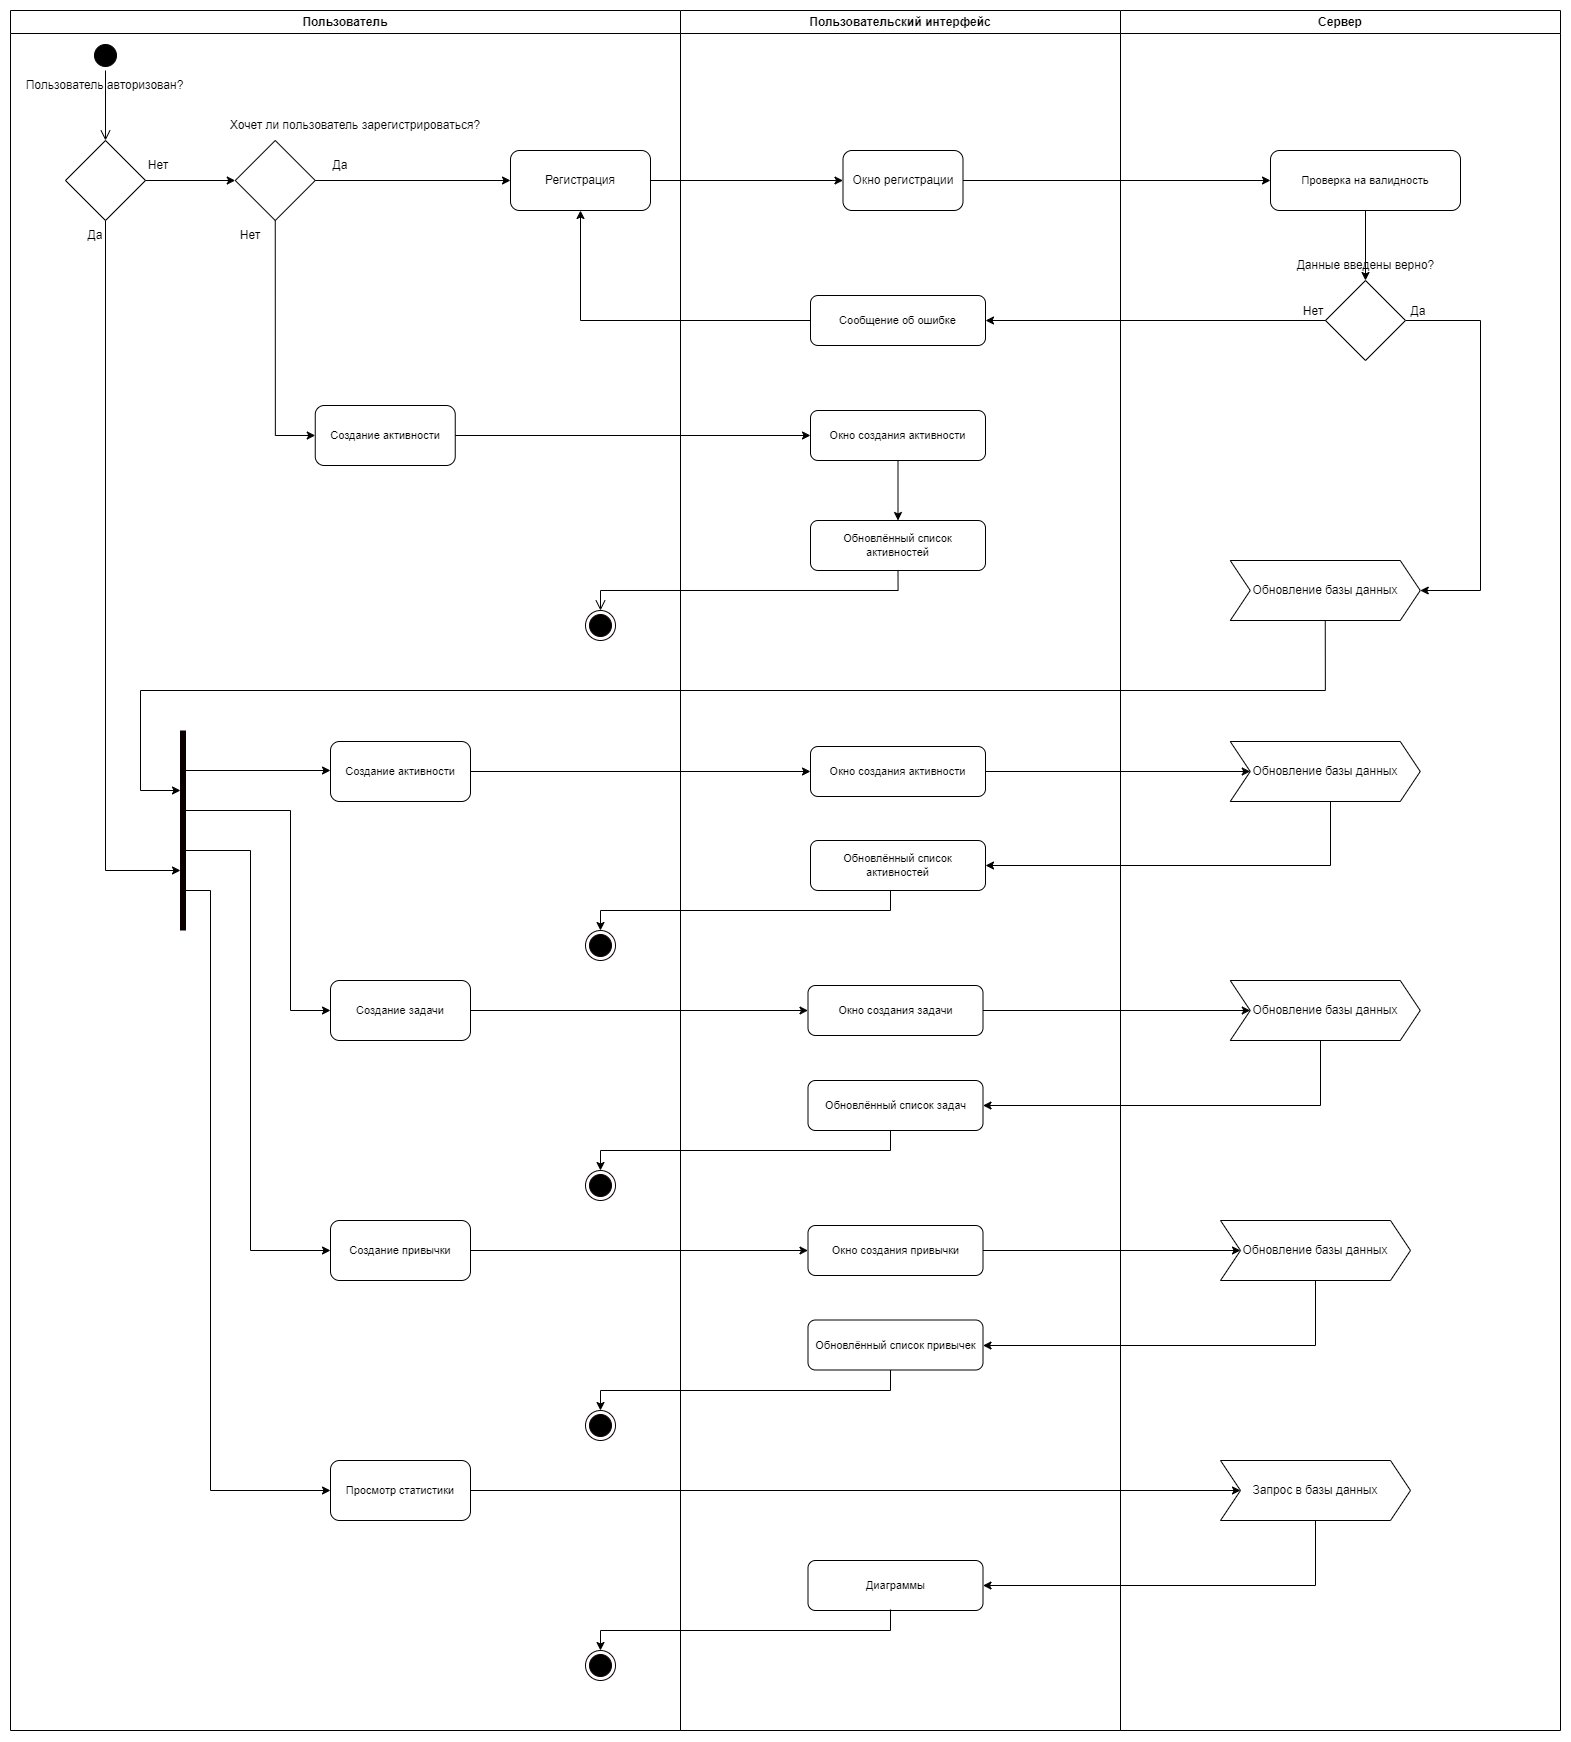 Пользователь
Пользовательский интерфейс
Сервер
Пользователь авторизован?
Хочет ли пользователь зарегистрироваться?
Нет
Да
Регистрация
Окно регистрации
Проверка на валидность
Да
Нет
Данные введены верно?
Сообщение об ошибке
Нет
Да
Создание активности
Окно создания активности
Обновлённый список
активностей
Обновление базы данных
Создание активности
Окно создания активности
Обновление базы данных
Обновлённый список
активностей
Создание задачи
Окно создания задачи
Обновление базы данных
Обновлённый список задач
Создание привычки
Окно создания привычки
Обновление базы данных
Обновлённый список привычек
Просмотр статистики
Запрос в базы данных
Диаграммы